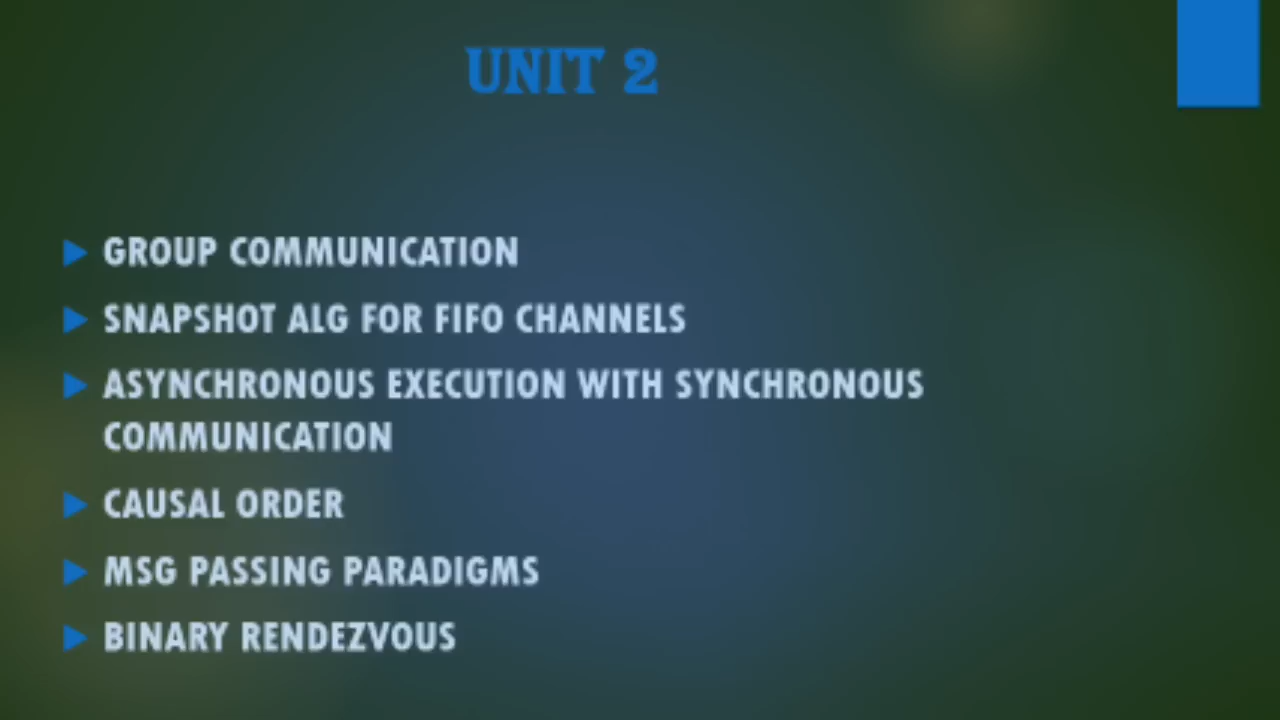 UNIT 2
GROUP COMMUNICATION
SNAPSHOT ALG FOR FIFO CHANNELS
ASYNCHRONOUS EXECUTION WITH SYNCHRONOUS
COMMUNICATION
CAUSAL ORDER
MSG PASSING PARADIGMS
BINARY RENDEZVOUS